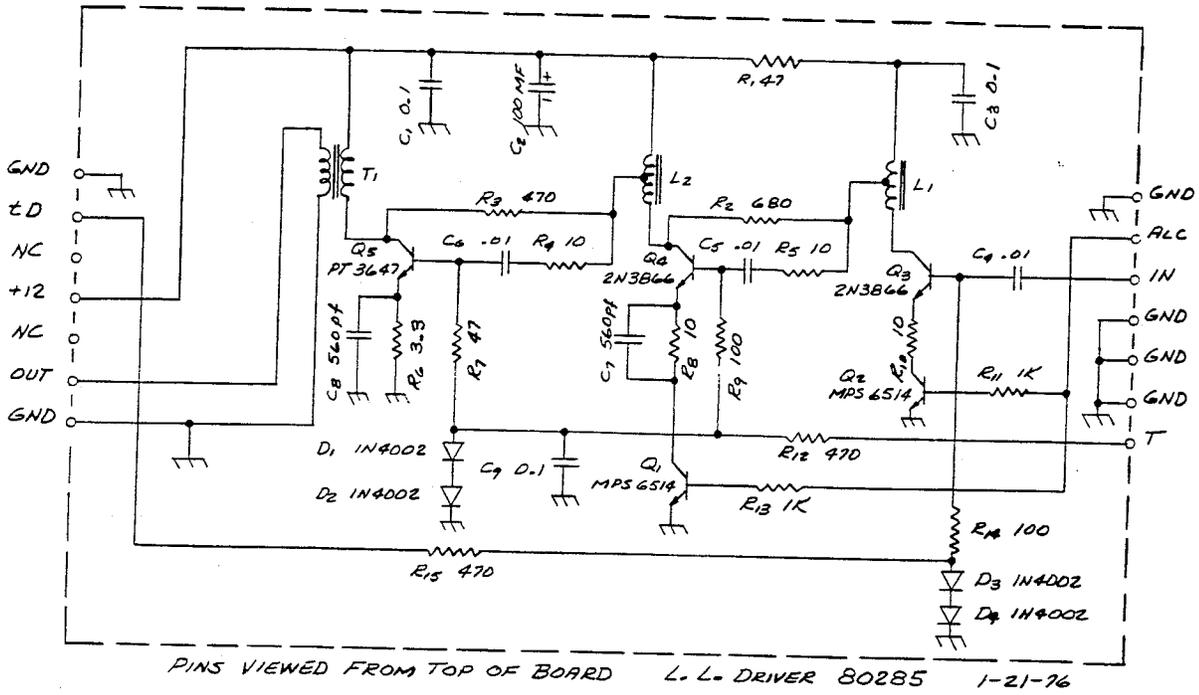 R1 47
C1 0.1
C2 100 MF
+
C3 0.1
GND
tD
NC
+12
NC
OUT
GND
T1
L2
L1
R3 470
R2 680
GND
ALC
IN
GND
GND
GND
T
Q5
PT 3647
C6 .01
R4 10
Q4
2N3866
C5 .01
R5 10
Q3
2N3866
C4 .01
C8 560pf
R6 3.3
R7 47
C7 560pf
R8 10
R9 100
R10 10
Q2
MPS 6514
R11 1K
D1 1N4002
D2 1N4002
C9 0.1
Q1
MPS 6514
R12 470
R13 1K
R14 100
R15 470
D3 1N4002
D4 1N4002
PINS VIEWED FROM TOP OF BOARD L.L. DRIVER 80285 1-21-76